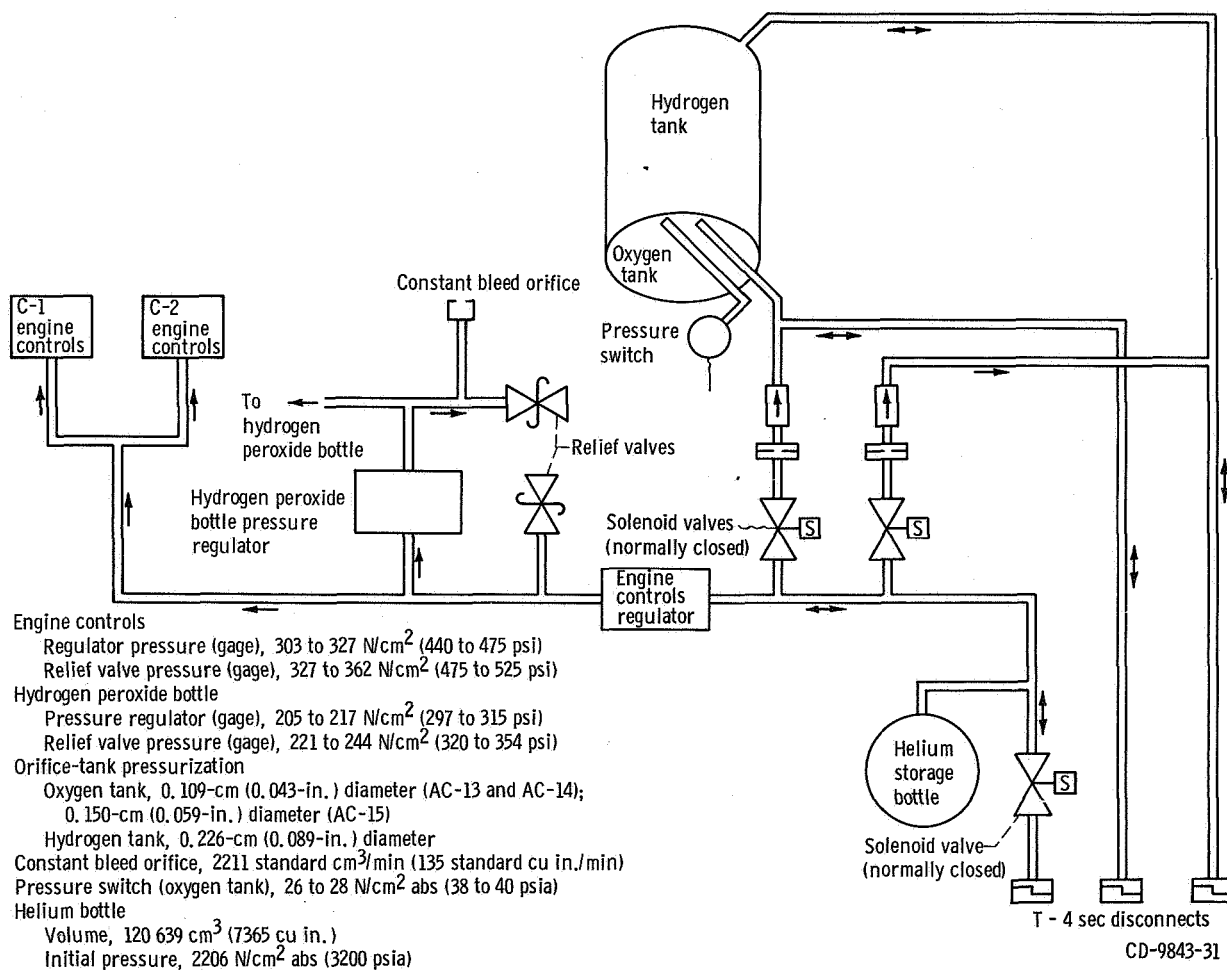 Hydrogen
tank
Oxygen
tank
Constant bleed orifice
C-1
engine
controls
C-2
engine
controls
Pressure
switch
To
hydrogen
peroxide bottle
Relief valves
Hydrogen peroxide
bottle pressure
regulator
Solenoid valves
(normally closed)
S
S
Engine
controls
regulator
Engine controls
Regulator pressure (gage), 303 to 327 N/cm² (440 to 475 psi)
Relief valve pressure (gage), 327 to 362 N/cm² (475 to 525 psi)
Hydrogen peroxide bottle
Pressure regulator (gage), 205 to 217 N/cm² (297 to 315 psi)
Relief valve pressure (gage), 221 to 244 N/cm² (320 to 354 psi)
Orifice-tank pressurization
Oxygen tank, 0.109-cm (0.043-in.) diameter (AC-13 and AC-14);
0.150-cm (0.059-in.) diameter (AC-15)
Hydrogen tank, 0.226-cm (0.089-in.) diameter
Constant bleed orifice, 2211 standard cm³/min (135 standard cu in./min)
Pressure switch (oxygen tank), 26 to 28 N/cm² abs (38 to 40 psia)
Helium bottle
Volume, 120 639 cm³ (7365 cu in.)
Initial pressure, 2206 N/cm² abs (3200 psia)
Helium
storage
bottle
S
Solenoid valve
(normally closed)
T - 4 sec disconnects
CD-9843-31